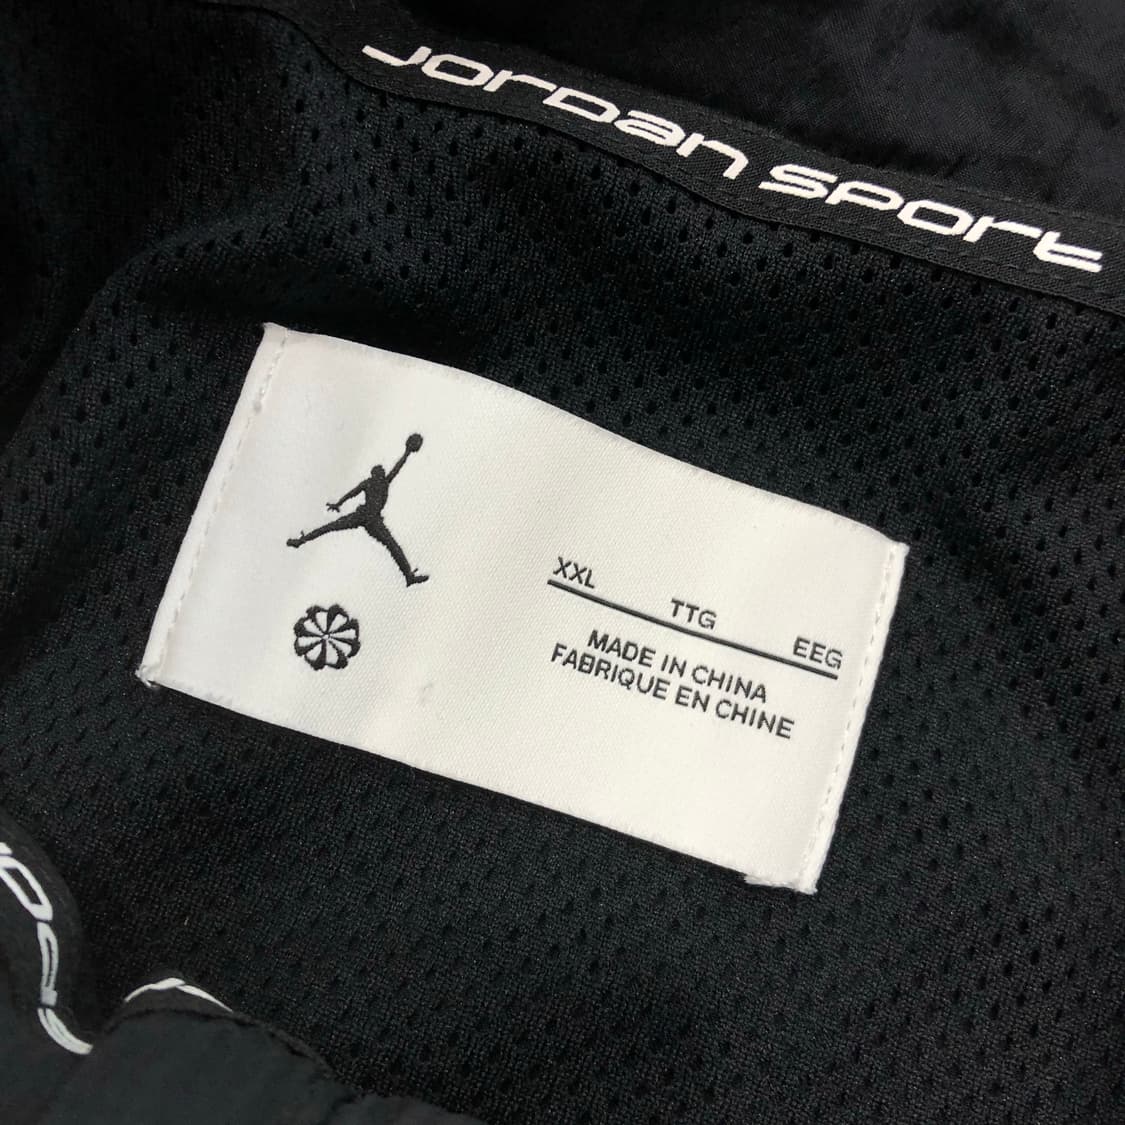 Jordan sport
XXL
TTG
EEG
MADE IN CHINA
FABRIQUE EN CHINE